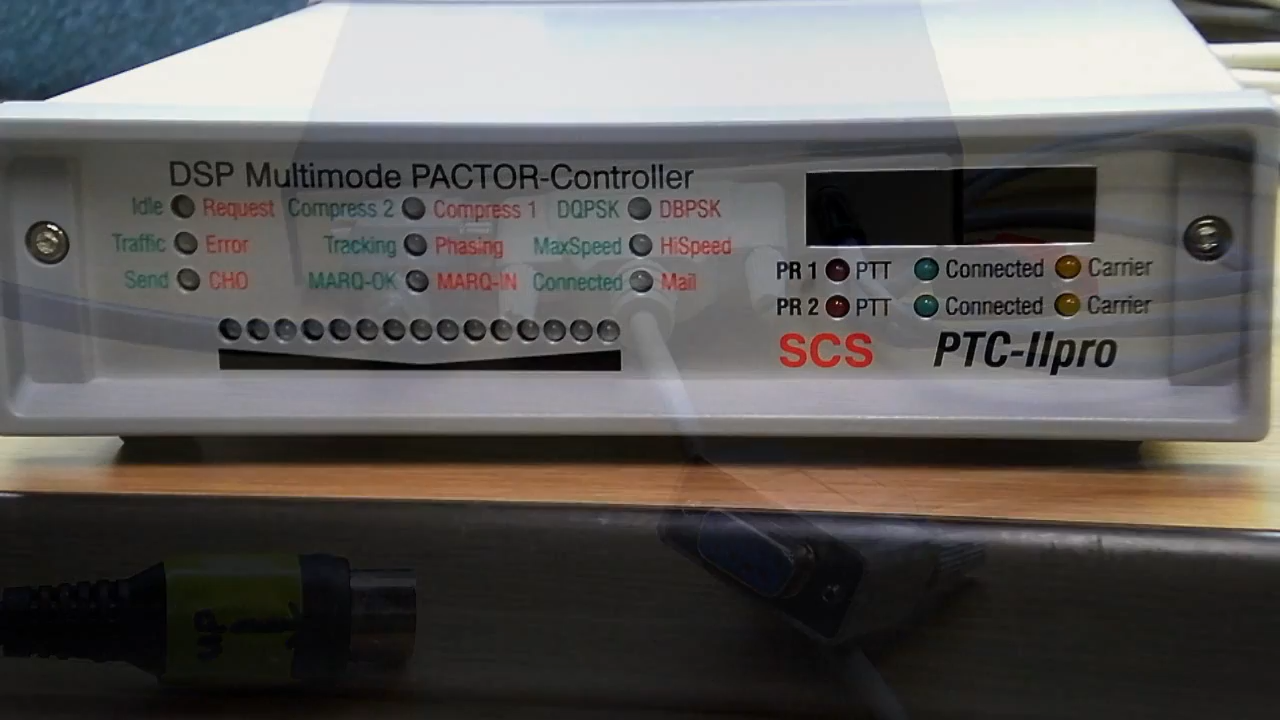 DSP Multimode PACTOR-Controller
Idle Request Compress 2 Compress 1 DQPSK DBPSK
Traffic Error Tracking Phasing MaxSpeed HiSpeed
Send CHO MARQ-OK MARQ-IN Connected Mail
PR 1 PTT Connected Carrier
PR 2 PTT Connected Carrier
SCS PTC-IIpro